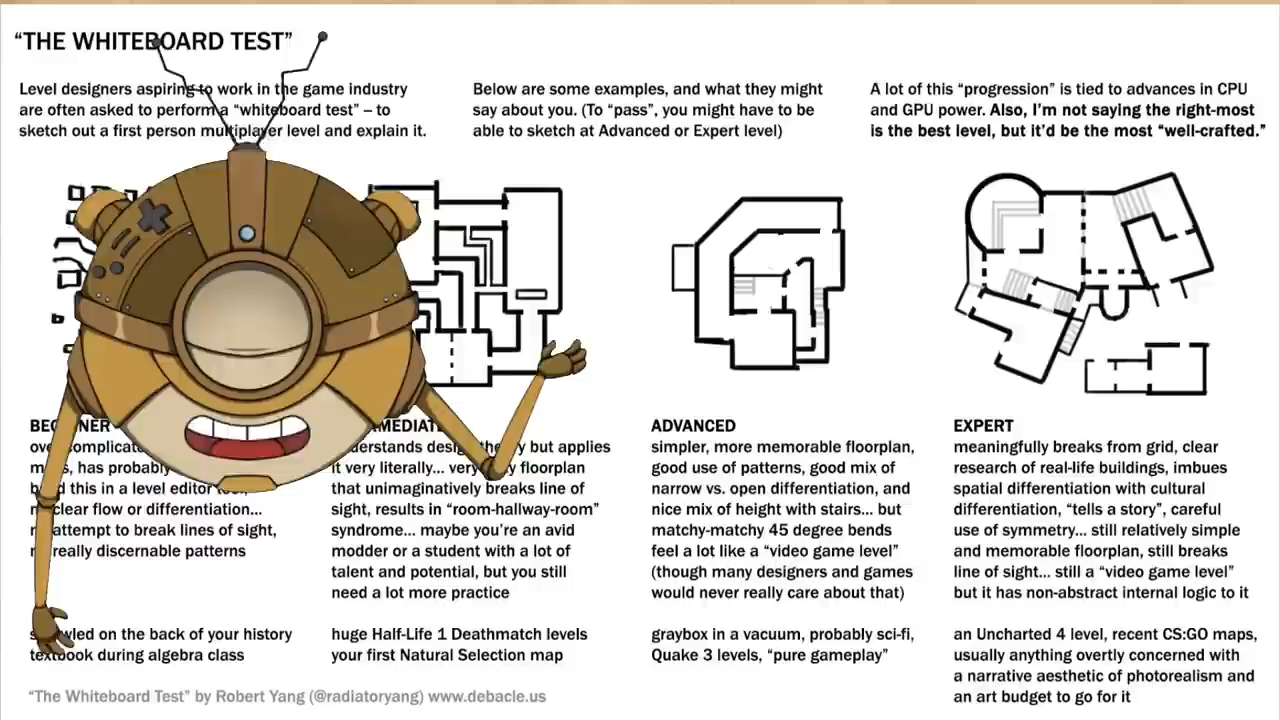 “THE WHITEBOARD TEST”
Level designers aspiring to work in the game industry
are often asked to perform a “whiteboard test” – to
sketch out a first person multiplayer level and explain it.
Below are some examples, and what they might
say about you. (To “pass”, you might have to be
able to sketch at Advanced or Expert level)
A lot of this “progression” is tied to advances in CPU
and GPU power. Also, I’m not saying the right-most
is the best level, but it’d be the most “well-crafted.”
has probably
this in a level editor
clear flow or differentiation...
attempt to break lines of sight,
really discernable patterns
on the back of your history
textbook during algebra class
design theory but applies
it very literally... very floorplan
that unimaginatively breaks line of
sight, results in “room-hallway-room”
syndrome... maybe you’re an avid
modder or a student with a lot of
talent and potential, but you still
need a lot more practice
huge Half-Life 1 Deathmatch levels
your first Natural Selection map
ADVANCED
simpler, more memorable floorplan,
good use of patterns, good mix of
narrow vs. open differentiation, and
nice mix of height with stairs... but
matchy-matchy 45 degree bends
feel a lot like a “video game level”
(though many designers and games
would never really care about that)
graybox in a vacuum, probably sci-fi,
Quake 3 levels, “pure gameplay”
EXPERT
meaningfully breaks from grid, clear
research of real-life buildings, imbues
spatial differentiation with cultural
differentiation, “tells a story”, careful
use of symmetry... still relatively simple
and memorable floorplan, still breaks
line of sight... still a “video game level”
but it has non-abstract internal logic to it
an Uncharted 4 level, recent CS:GO maps,
usually anything overtly concerned with
a narrative aesthetic of photorealism and
an art budget to go for it
“The Whiteboard Test” by Robert Yang (@radiatoryang) www.debacle.us